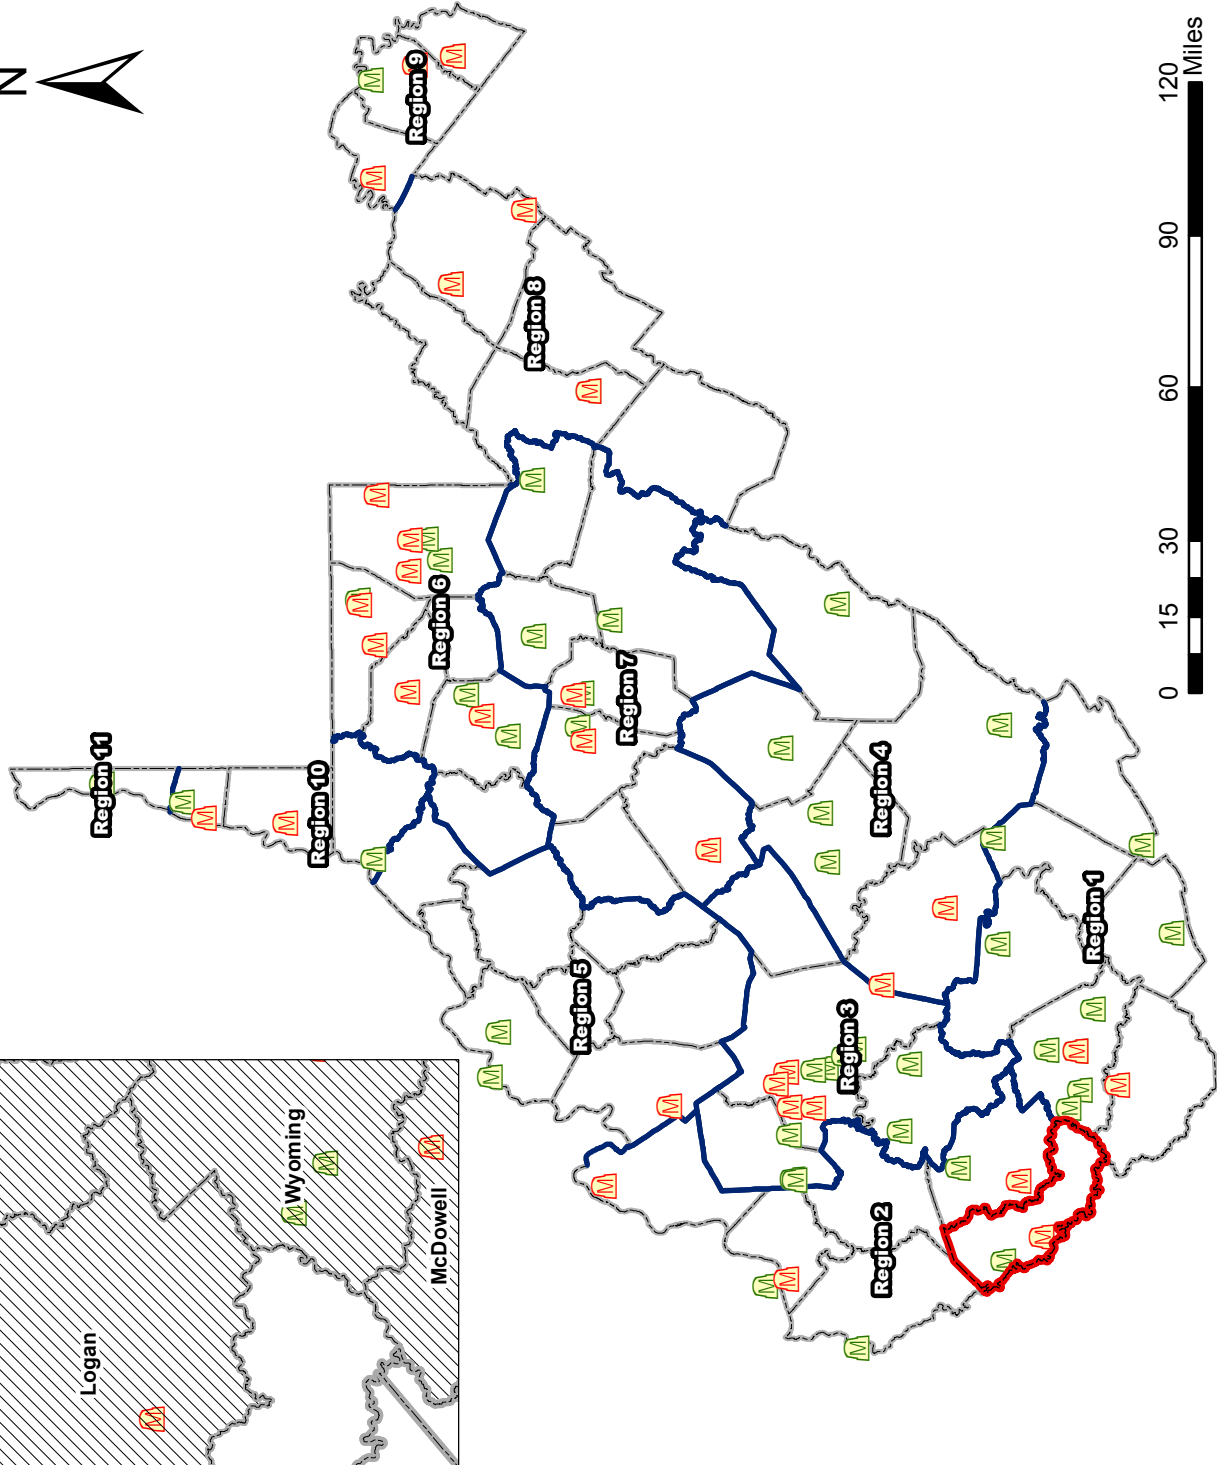 N
Region 9
Region 8
Region 6
Region 7
Region 11
Region 10
Region 4
Region 5
Region 1
Region 3
Region 2
Logan
Wyoming
McDowell
0 15 30 60 90 120
Miles